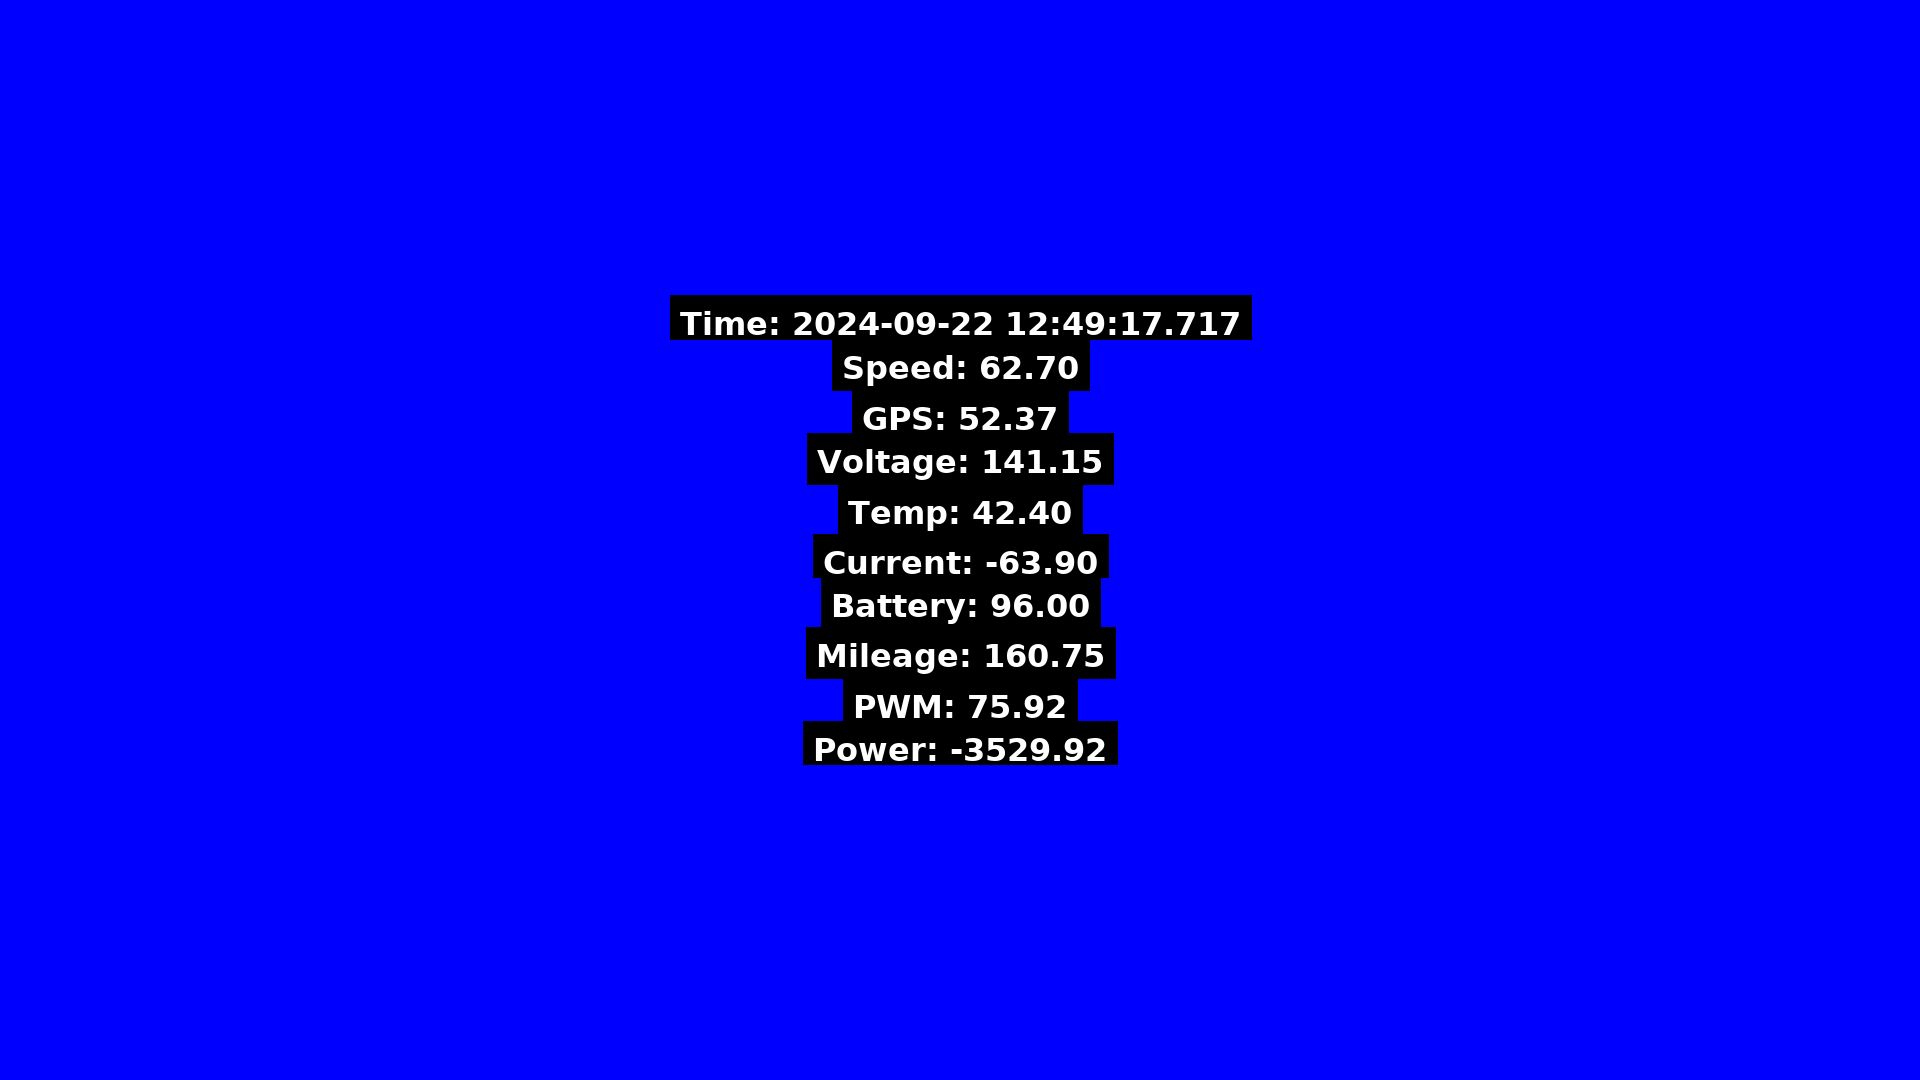 Time: 2024-09-22 12:49:17.717
Speed: 62.70
GPS: 52.37
Voltage: 141.15
Temp: 42.40
Current: -63.90
Battery: 96.00
Mileage: 160.75
PWM: 75.92
Power: -3529.92